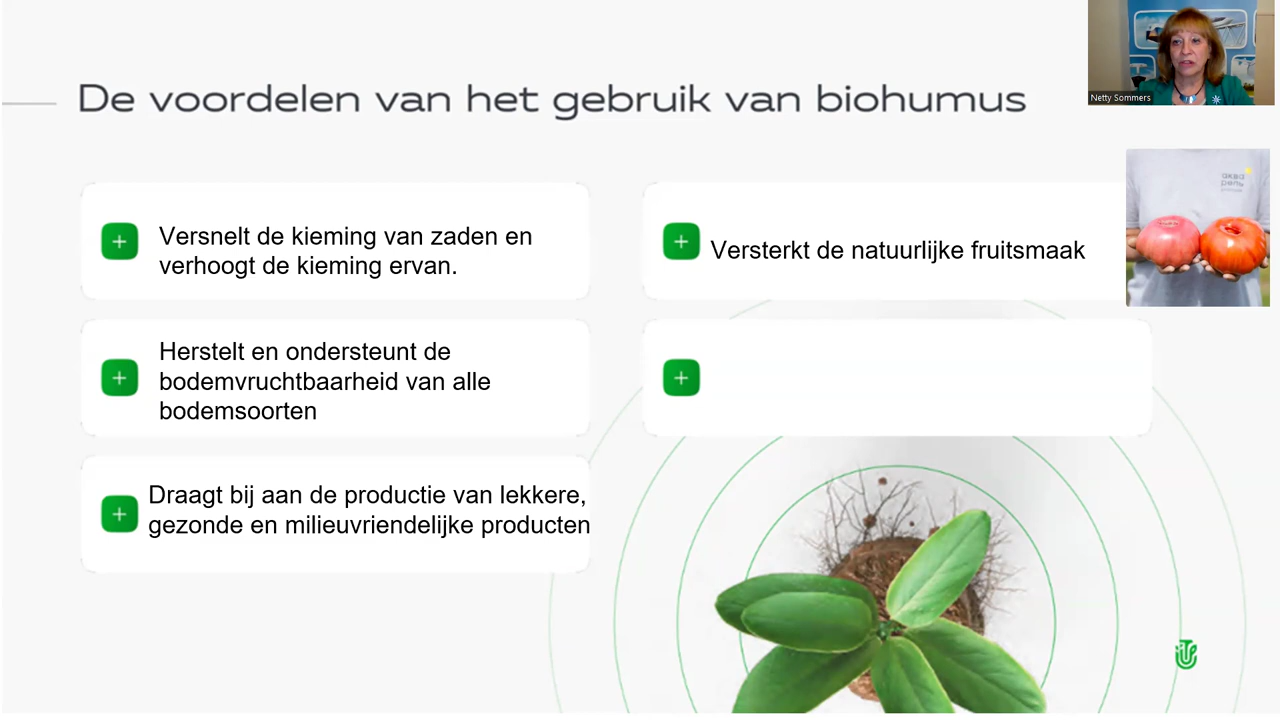 De voordelen van het gebruik van biohumus
Netty Sommers
Versnelt de kieming van zaden en
verhoogt de kieming ervan.
Versterkt de natuurlijke fruitsmaak
Herstelt en ondersteunt de
bodemvruchtbaarheid van alle
bodemsoorten
Draagt bij aan de productie van lekkere,
gezonde en milieuvriendelijke producten